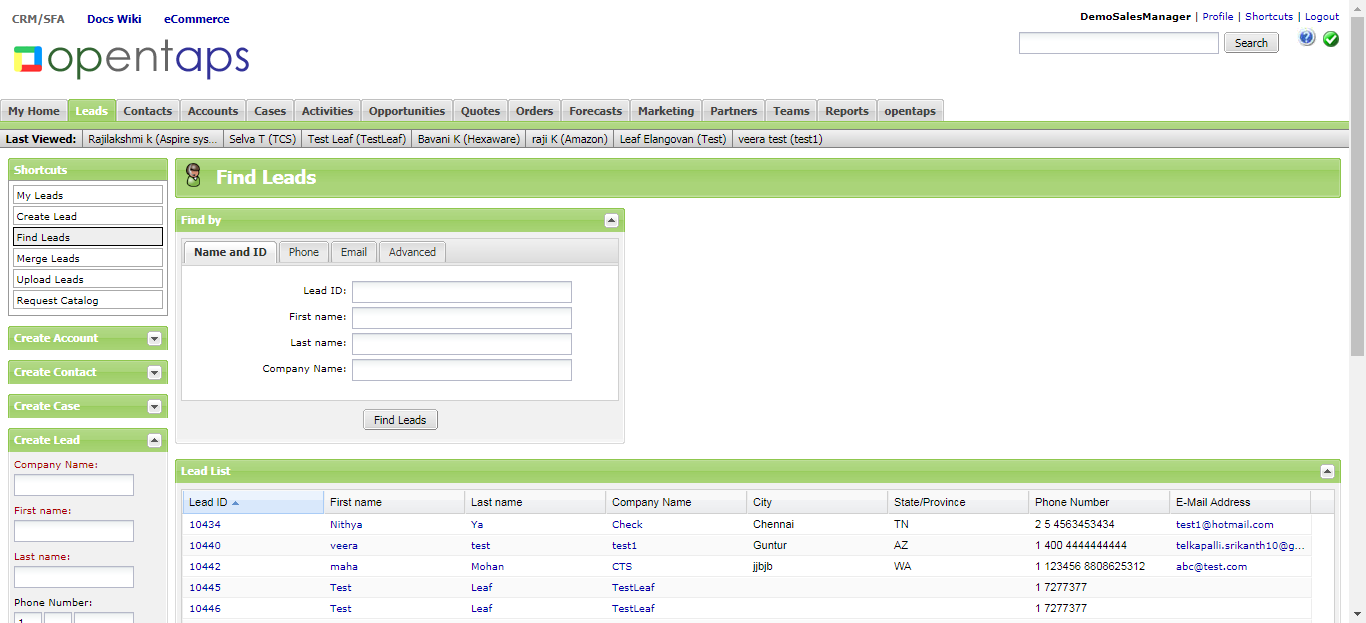 CRM/SFA Docs Wiki eCommerce
DemoSalesManager | Profile | Shortcuts | Logout
opentaps
Search
?
My Home Leads Contacts Accounts Cases Activities Opportunities Quotes Orders Forecasts Marketing Partners Teams Reports opentaps
Last Viewed: Rajilakshmi k (Aspire sys... Selva T (TCS) Test Leaf (TestLeaf) Bavani K (Hexaware) raji K (Amazon) Leaf Elangovan (Test) veera test (test1)
Shortcuts
My Leads
Create Lead
Find Leads
Merge Leads
Upload Leads
Request Catalog
Create Account
Create Contact
Create Case
Create Lead
Company Name:
First name:
Last name:
Phone Number:
1
Find Leads
Find by
Name and ID Phone Email Advanced
Lead ID:
First name:
Last name:
Company Name:
Find Leads
Lead List
Lead ID First name Last name Company Name City State/Province Phone Number E-Mail Address
10434 Nithya Ya Check Chennai TN 2 5 4563453434 test1@hotmail.com
10440 veera test test1 Guntur AZ 1 400 4444444444 telkapalli.srikanth10@g...
10442 maha Mohan CTS jjbjb WA 1 123456 8808625312 abc@test.com
10445 Test Leaf TestLeaf 1 7277377
10446 Test Leaf TestLeaf 1 7277377